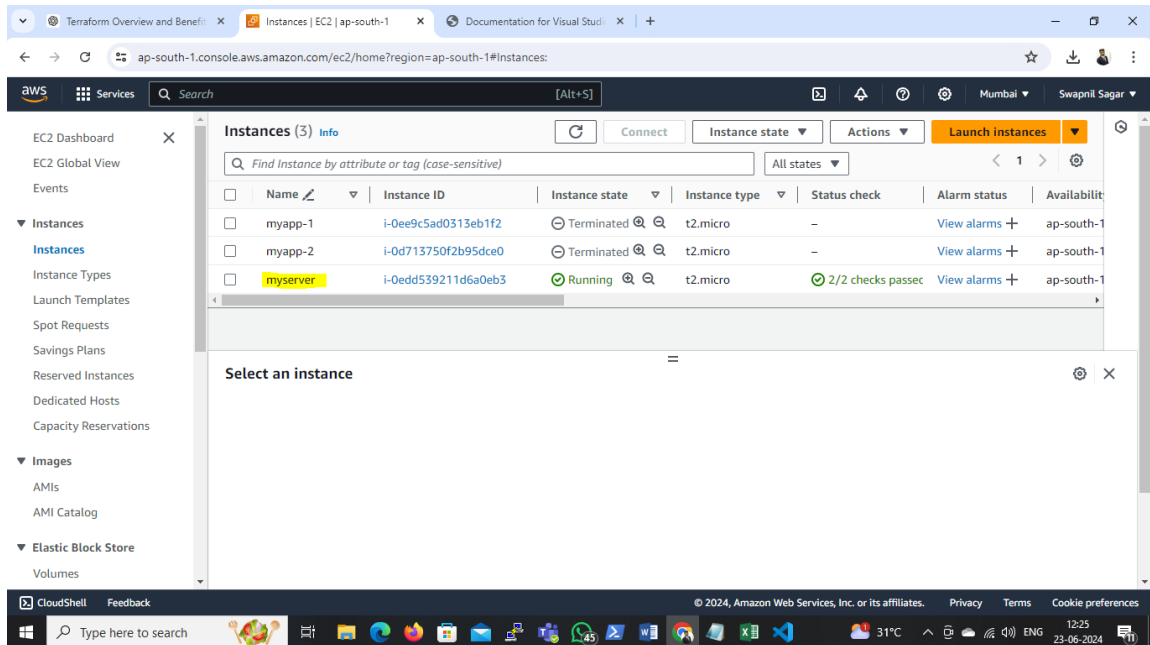 Terraform Overview and Benefit
Instances | EC2 | ap-south-1
Documentation for Visual Studi
ap-south-1.console.aws.amazon.com/ec2/home?region=ap-south-1#Instances:
aws Services Search [Alt+S] Mumbai Swapnil Sagar
EC2 Dashboard
EC2 Global View
Events
Instances
Instances
Instance Types
Launch Templates
Spot Requests
Savings Plans
Reserved Instances
Dedicated Hosts
Capacity Reservations
Images
AMIs
AMI Catalog
Elastic Block Store
Volumes
Instances (3) Info Connect Instance state Actions Launch instances
Find Instance by attribute or tag (case-sensitive) All states 1
Name Instance ID Instance state Instance type Status check Alarm status Availabilit
myapp-1 i-0ee9c5ad0313eb1f2 Terminated t2.micro – View alarms ap-south-1
myapp-2 i-0d713750f2b95dce0 Terminated t2.micro – View alarms ap-south-1
myserver i-0edd539211d6a0eb3 Running t2.micro 2/2 checks passed View alarms ap-south-1
Select an instance
CloudShell Feedback © 2024, Amazon Web Services, Inc. or its affiliates. Privacy Terms Cookie preferences
Type here to search 45 31°C ENG 12:25
23-06-2024